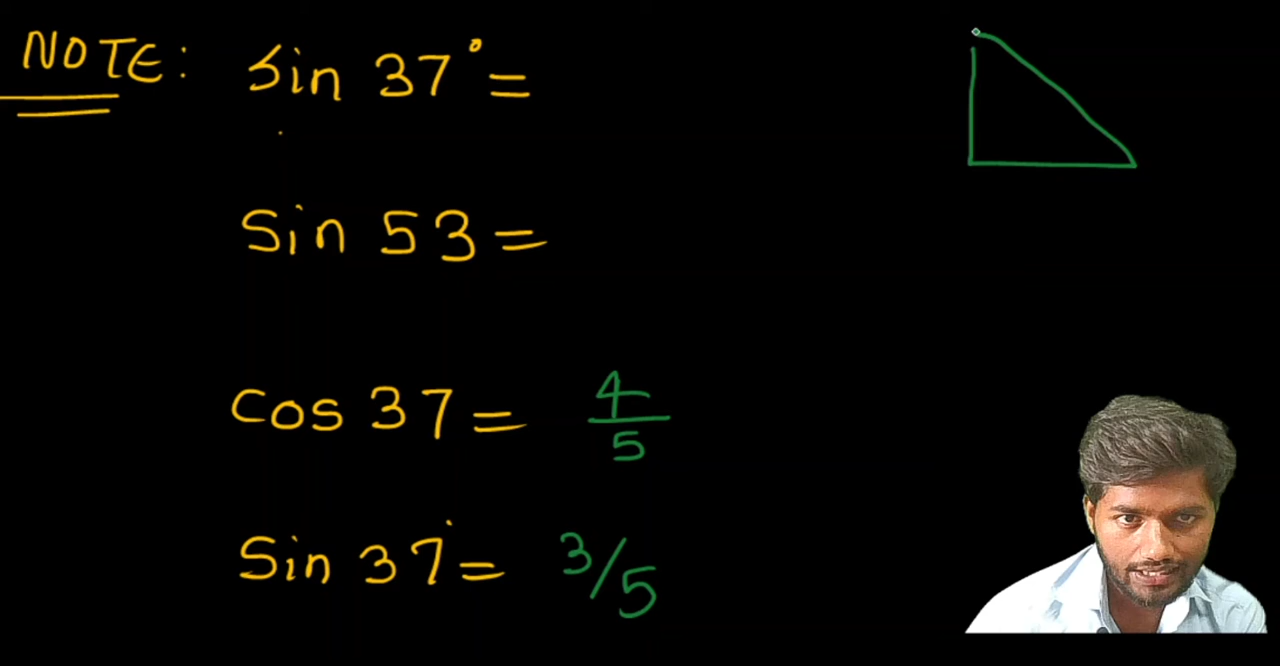 NOTE: Sin 37° =
Sin 53 =
cos 37 = 4/5
Sin 37° = 3/5